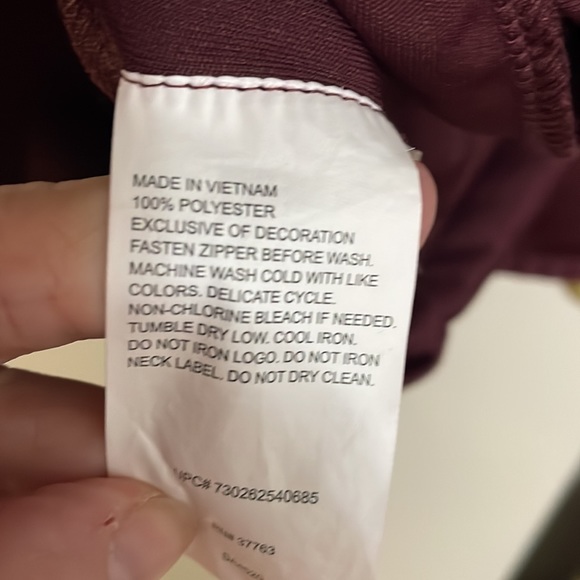 MADE IN VIETNAM
100% POLYESTER
EXCLUSIVE OF DECORATION
FASTEN ZIPPER BEFORE WASH.
MACHINE WASH COLD WITH LIKE
COLORS. DELICATE CYCLE.
NON-CHLORINE BLEACH IF NEEDED.
TUMBLE DRY LOW. COOL IRON.
DO NOT IRON LOGO. DO NOT IRON
NECK LABEL. DO NOT DRY CLEAN.
UPC# 730262540685
37763